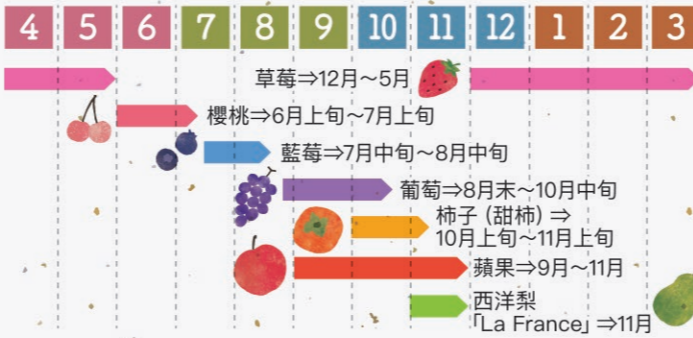 4 5 6 7 8 9 10 11 12 1 2 3
草莓⇒12月～5月
櫻桃⇒6月上旬～7月上旬
藍莓⇒7月中旬～8月中旬
葡萄⇒8月末～10月中旬
柿子（甜柿）⇒
10月上旬～11月上旬
蘋果⇒9月～11月
西洋梨
「La France」⇒11月